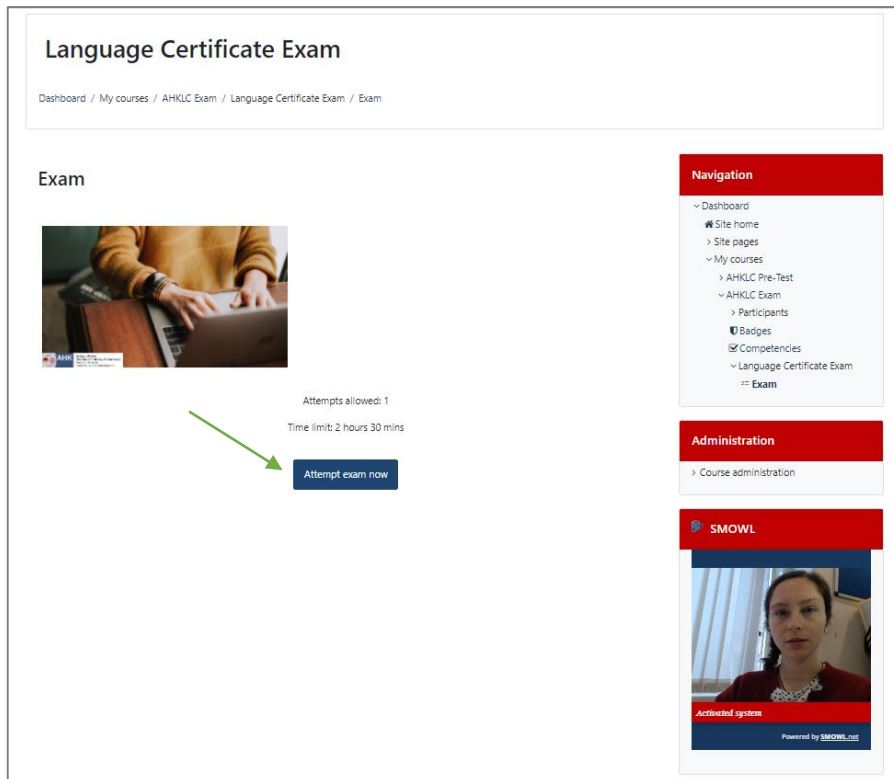 Language Certificate Exam
Dashboard / My courses / AHKLC Exam / Language Certificate Exam / Exam
Exam
AHK
Attempts allowed: 1
Time limit: 2 hours 30 mins
Attempt exam now
Navigation
Dashboard
Site home
Site pages
My courses
AHKLC Pre-Test
AHKLC Exam
Participants
Badges
Competencies
Language Certificate Exam
Exam
Administration
Course administration
SMOWL
Activated system
Powered by SMOWL.net